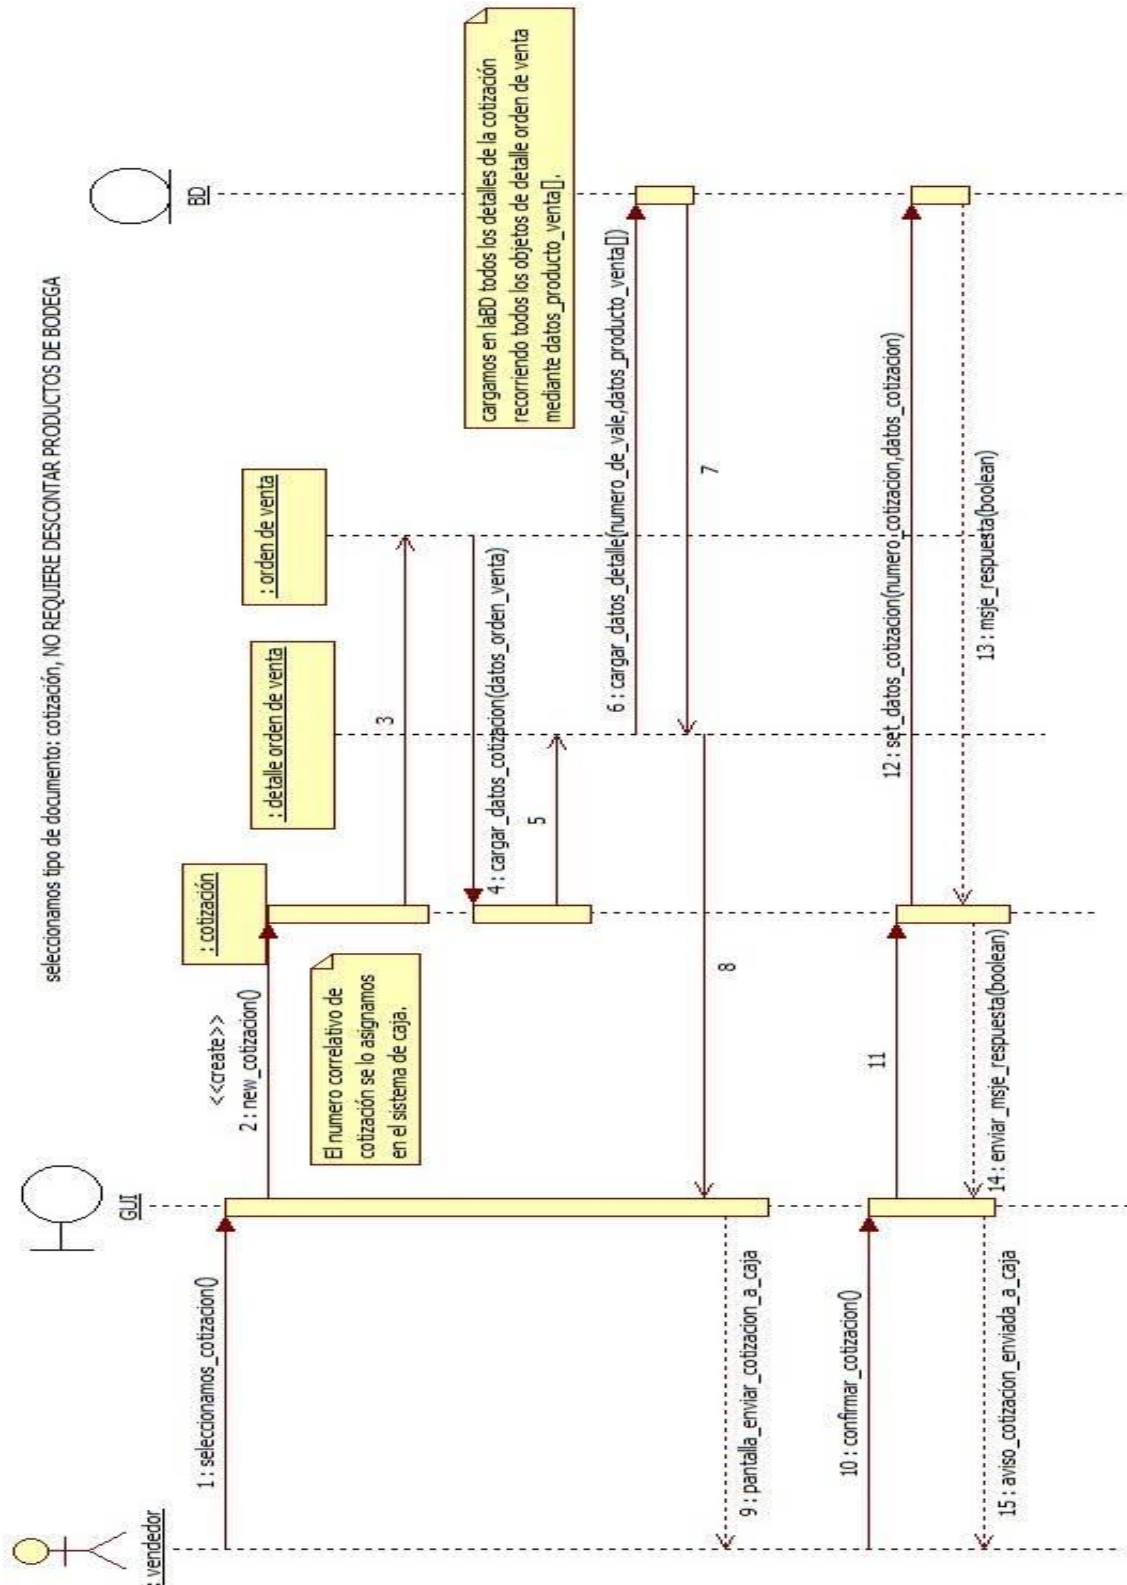 seleccionamos tipo de documento: cotización, NO REQUIERE DESCONTAR PRODUCTOS DE BODEGA
: vendedor
GUI
: cotización
: detalle orden de venta
: orden de venta
BD
1 : seleccionamos_cotizacion()
<<create>>
2 : new_cotizacion()
El numero correlativo de
cotización se lo asignamos
en el sistema de caja.
3
4 : cargar_datos_cotizacion(datos_orden_venta)
cargamos en laBD todos los detalles de la cotización
recorriendo todos los objetos de detalle orden de venta
mediante datos_producto_venta[].
5
6 : cargar_datos_detalle(numero_de_vale,datos_producto_venta[])
7
8
9 : pantalla_enviar_cotizacion_a_caja
10 : confirmar_cotizacion()
11
12 : set_datos_cotizacion(numero_cotizacion,datos_cotizacion)
13 : msje_respuesta(boolean)
14 : enviar_msje_respuesta(boolean)
15 : aviso_cotizacion_enviada_a_caja